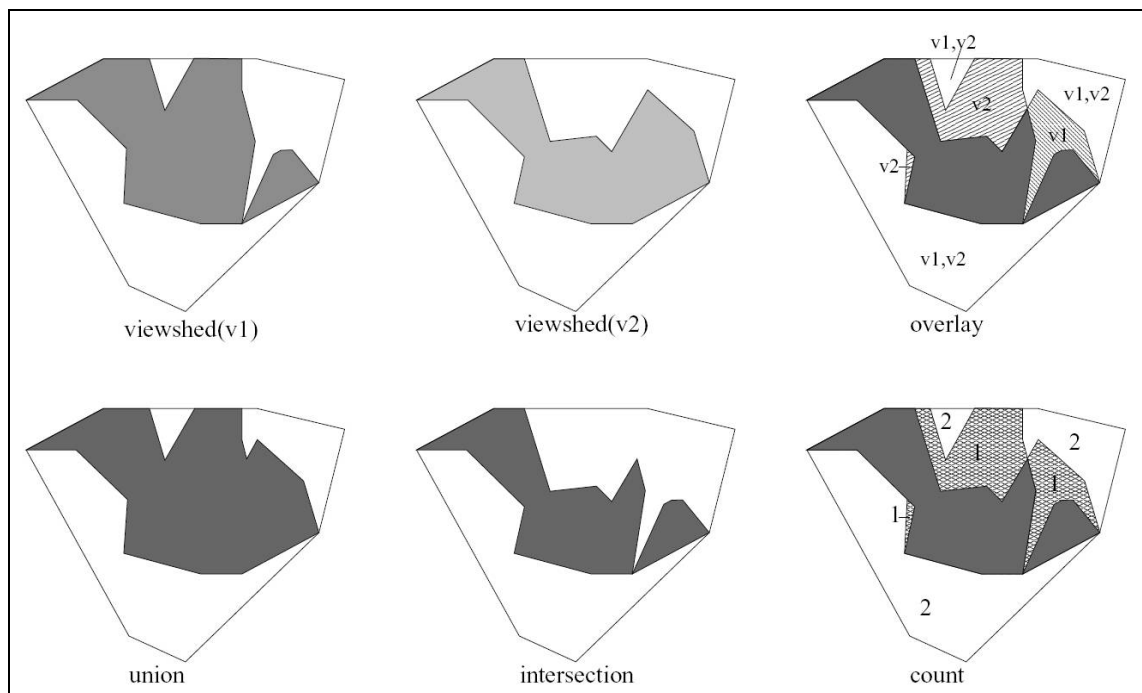 v1,v2
v2
v1,v2
v1
v2
v1,v2
viewshed(v1)
viewshed(v2)
overlay
2
1
2
1
1
2
union
intersection
count